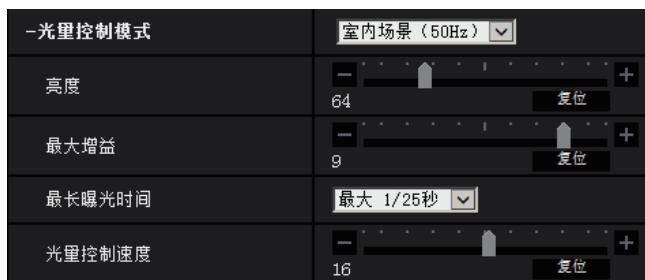 –光量控制模式
室内场景（50Hz）
亮度
64
复位
最大增益
9
复位
最长曝光时间
最大 1/25秒
光量控制速度
16
复位